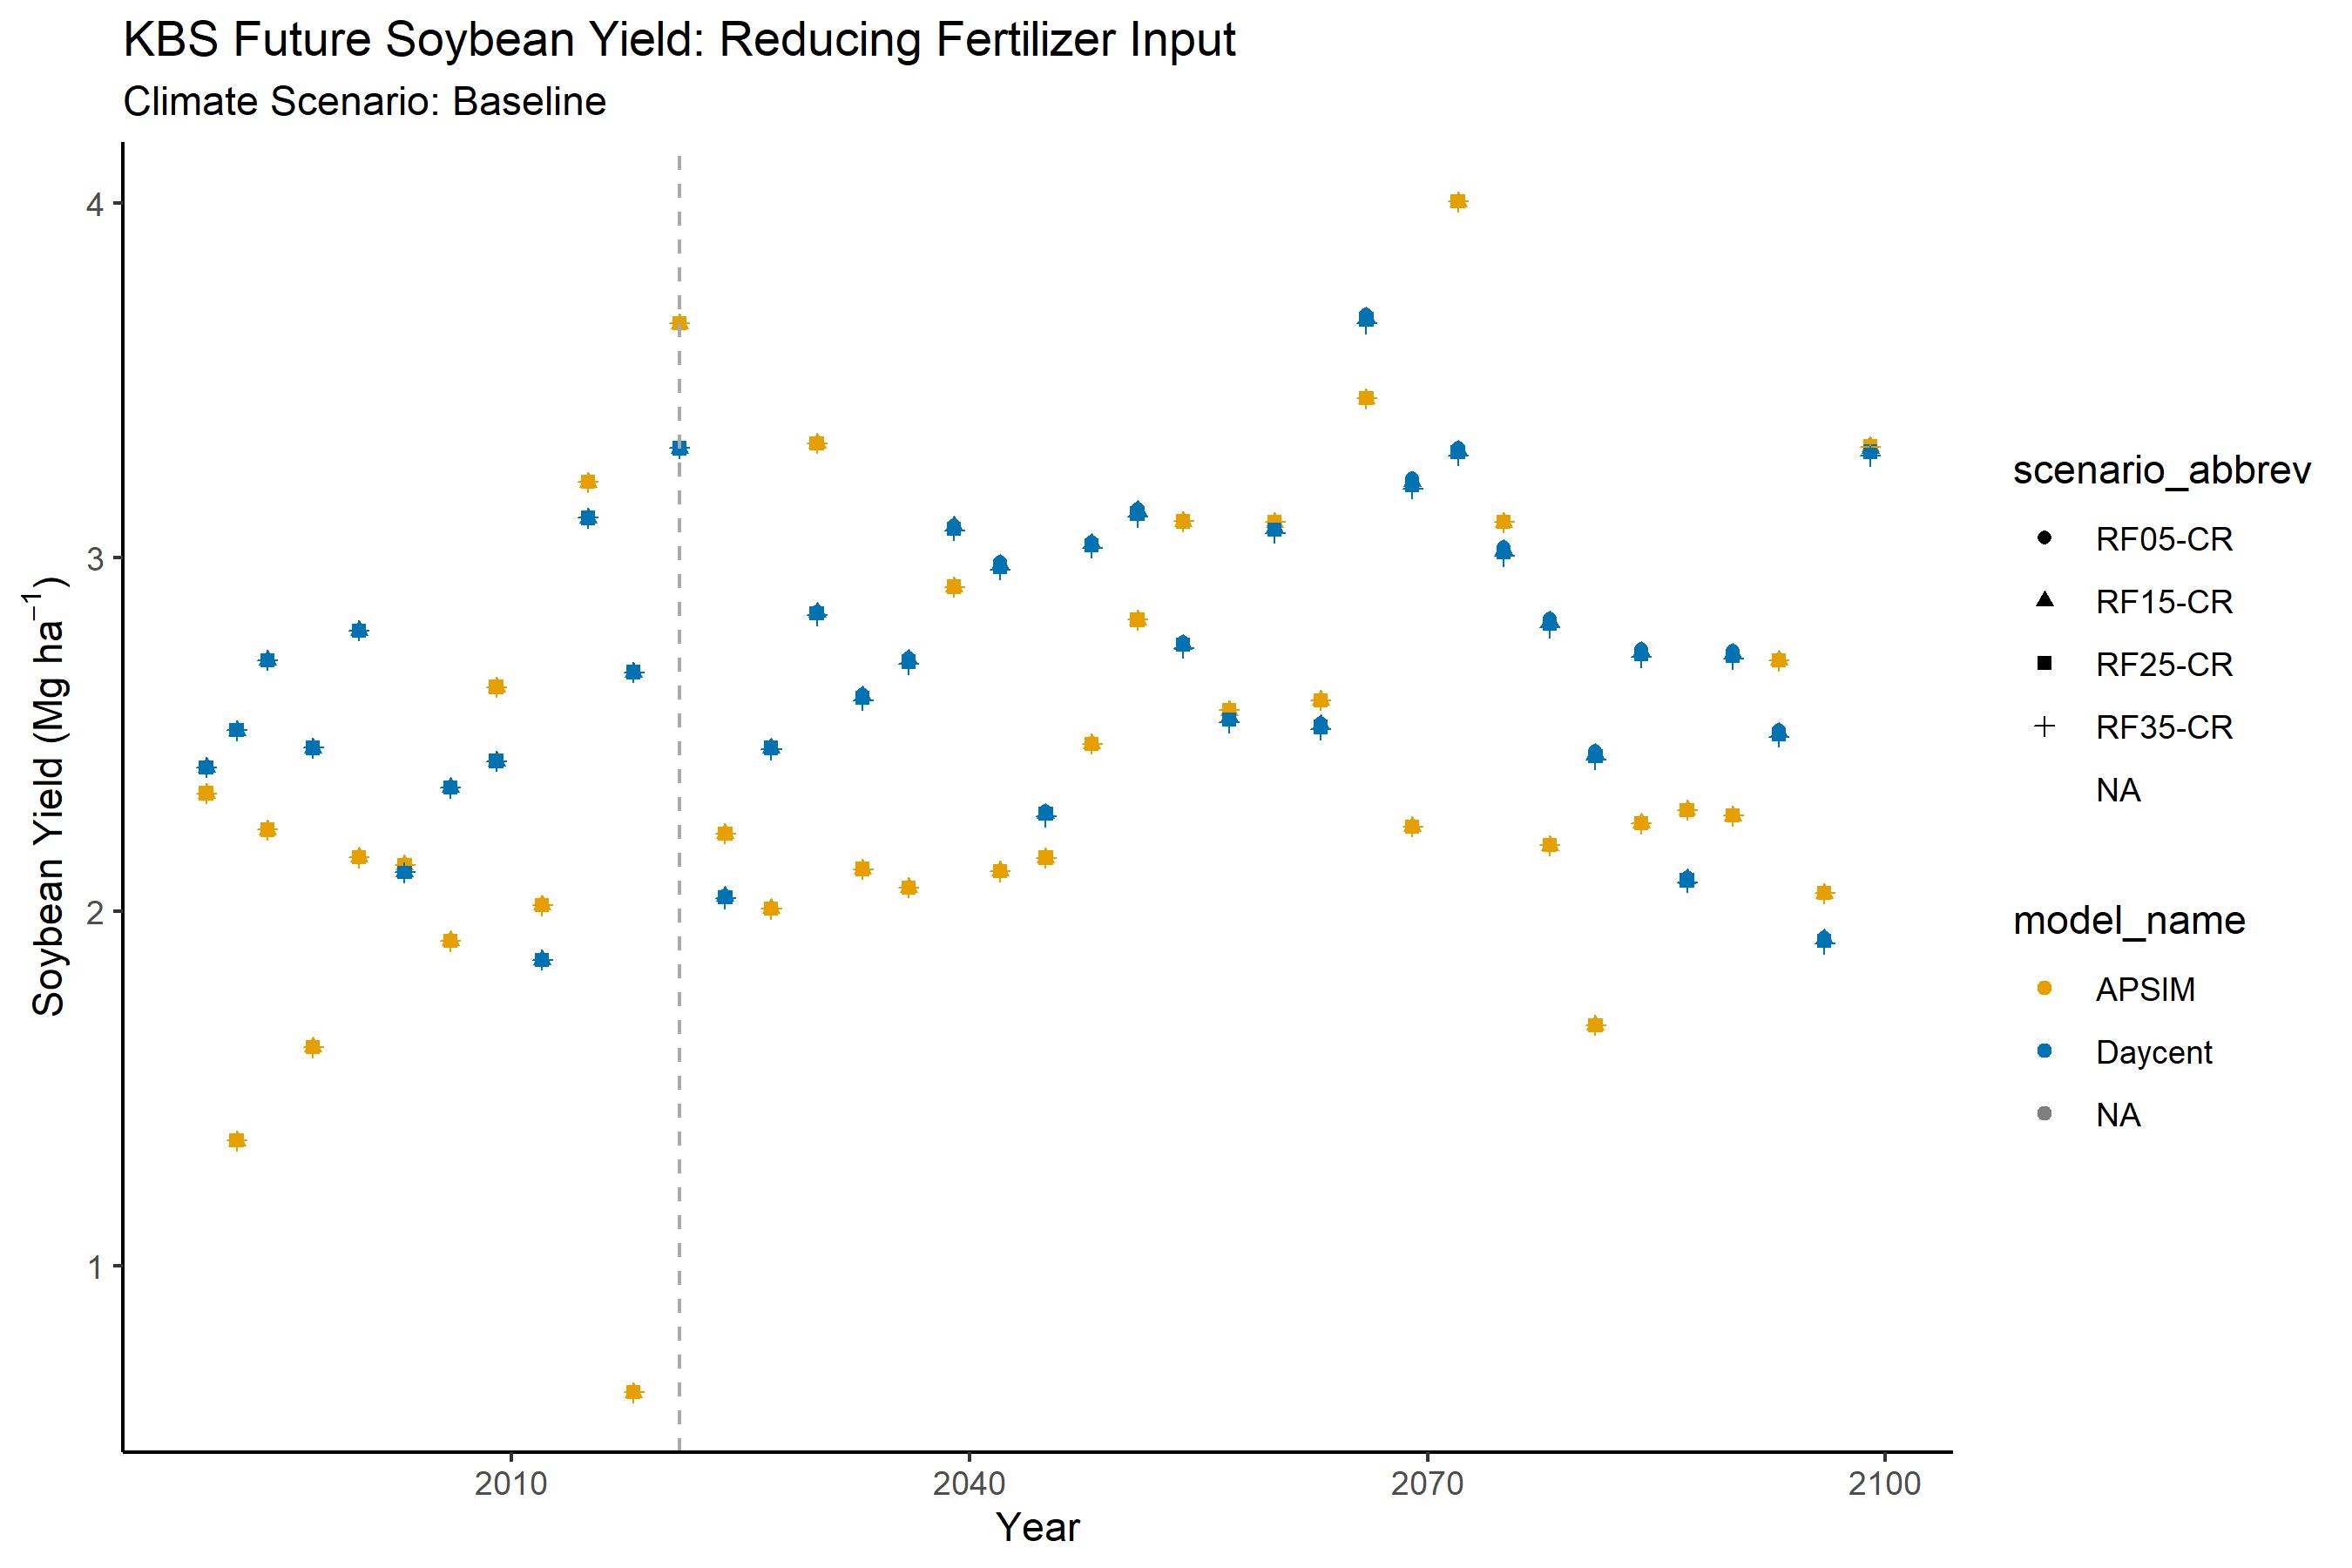 KBS Future Soybean Yield: Reducing Fertilizer Input
Climate Scenario: Baseline
4
3
2
1
Soybean Yield (Mg ha⁻¹)
2010
2040
2070
2100
Year
scenario_abbrev
RF05-CR
RF15-CR
RF25-CR
RF35-CR
NA
model_name
APSIM
Daycent
NA